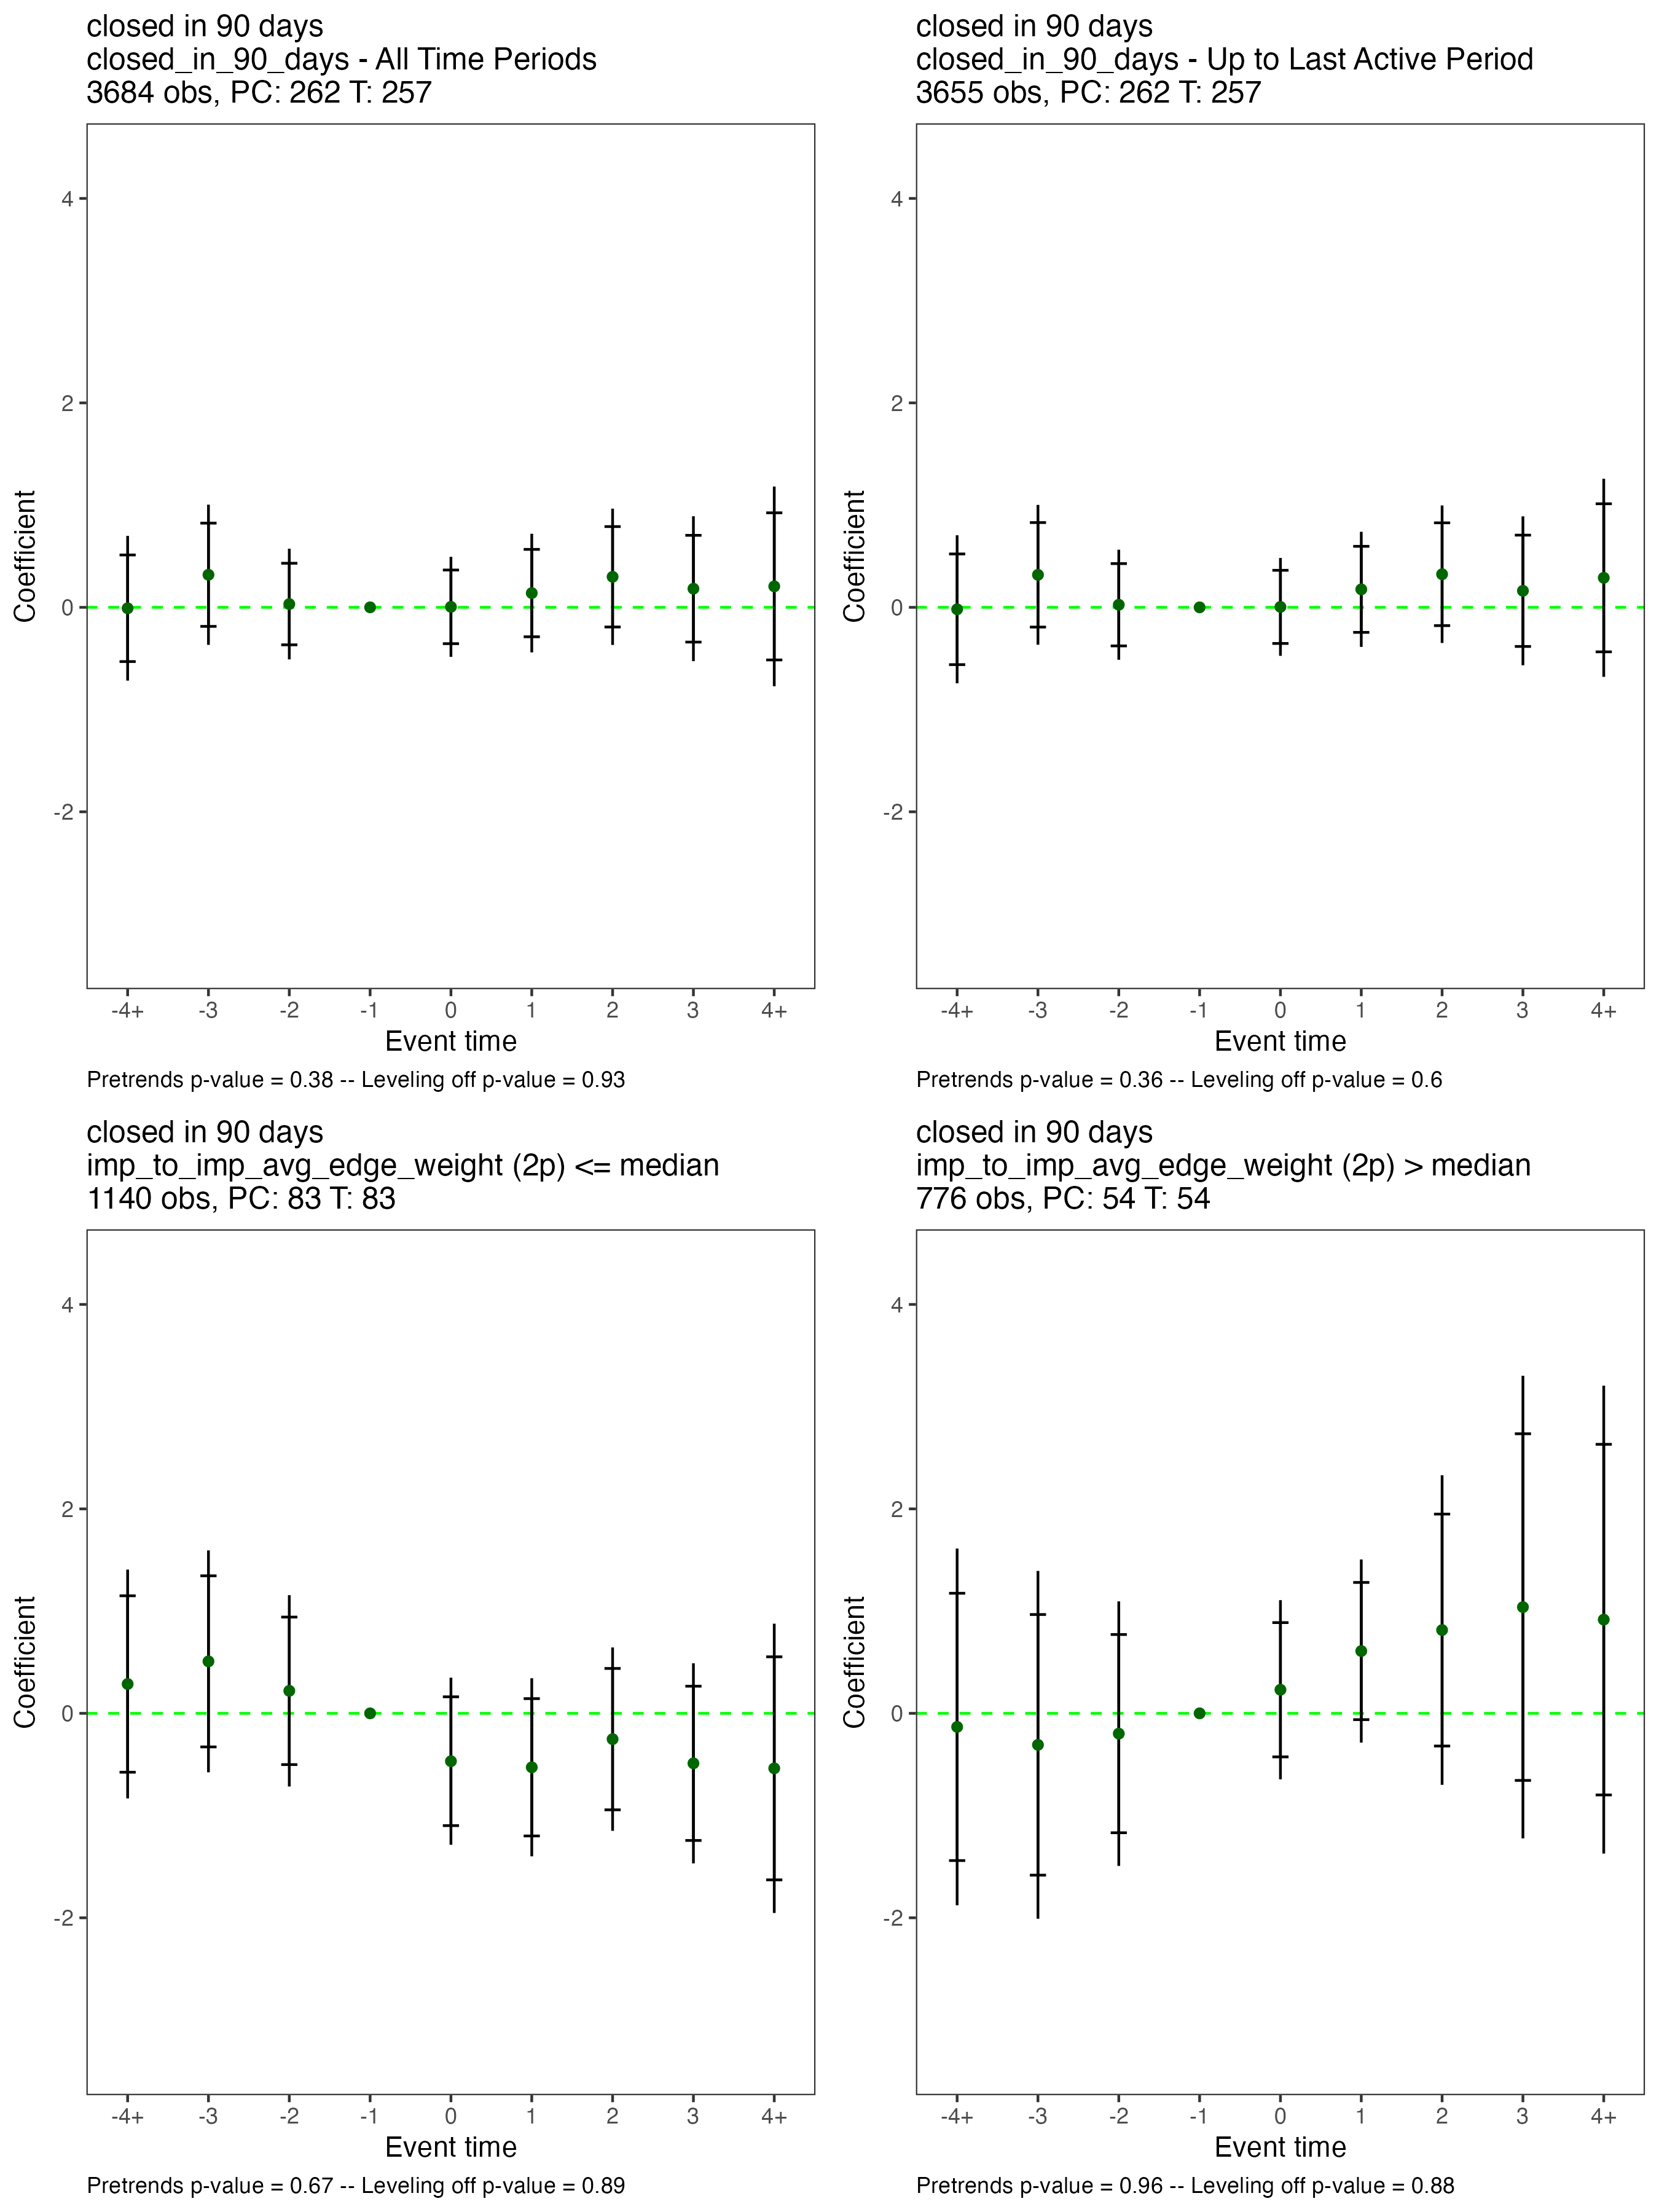 closed in 90 days
closed_in_90_days - All Time Periods
3684 obs, PC: 262 T: 257
Coefficient
4
2
0
-2
-4+ -3 -2 -1 0 1 2 3 4+
Event time
Pretrends p-value = 0.38 -- Leveling off p-value = 0.93
closed in 90 days
closed_in_90_days - Up to Last Active Period
3655 obs, PC: 262 T: 257
Coefficient
4
2
0
-2
-4+ -3 -2 -1 0 1 2 3 4+
Event time
Pretrends p-value = 0.36 -- Leveling off p-value = 0.6
closed in 90 days
imp_to_imp_avg_edge_weight (2p) <= median
1140 obs, PC: 83 T: 83
Coefficient
4
2
0
-2
-4+ -3 -2 -1 0 1 2 3 4+
Event time
Pretrends p-value = 0.67 -- Leveling off p-value = 0.89
closed in 90 days
imp_to_imp_avg_edge_weight (2p) > median
776 obs, PC: 54 T: 54
Coefficient
4
2
0
-2
-4+ -3 -2 -1 0 1 2 3 4+
Event time
Pretrends p-value = 0.96 -- Leveling off p-value = 0.88